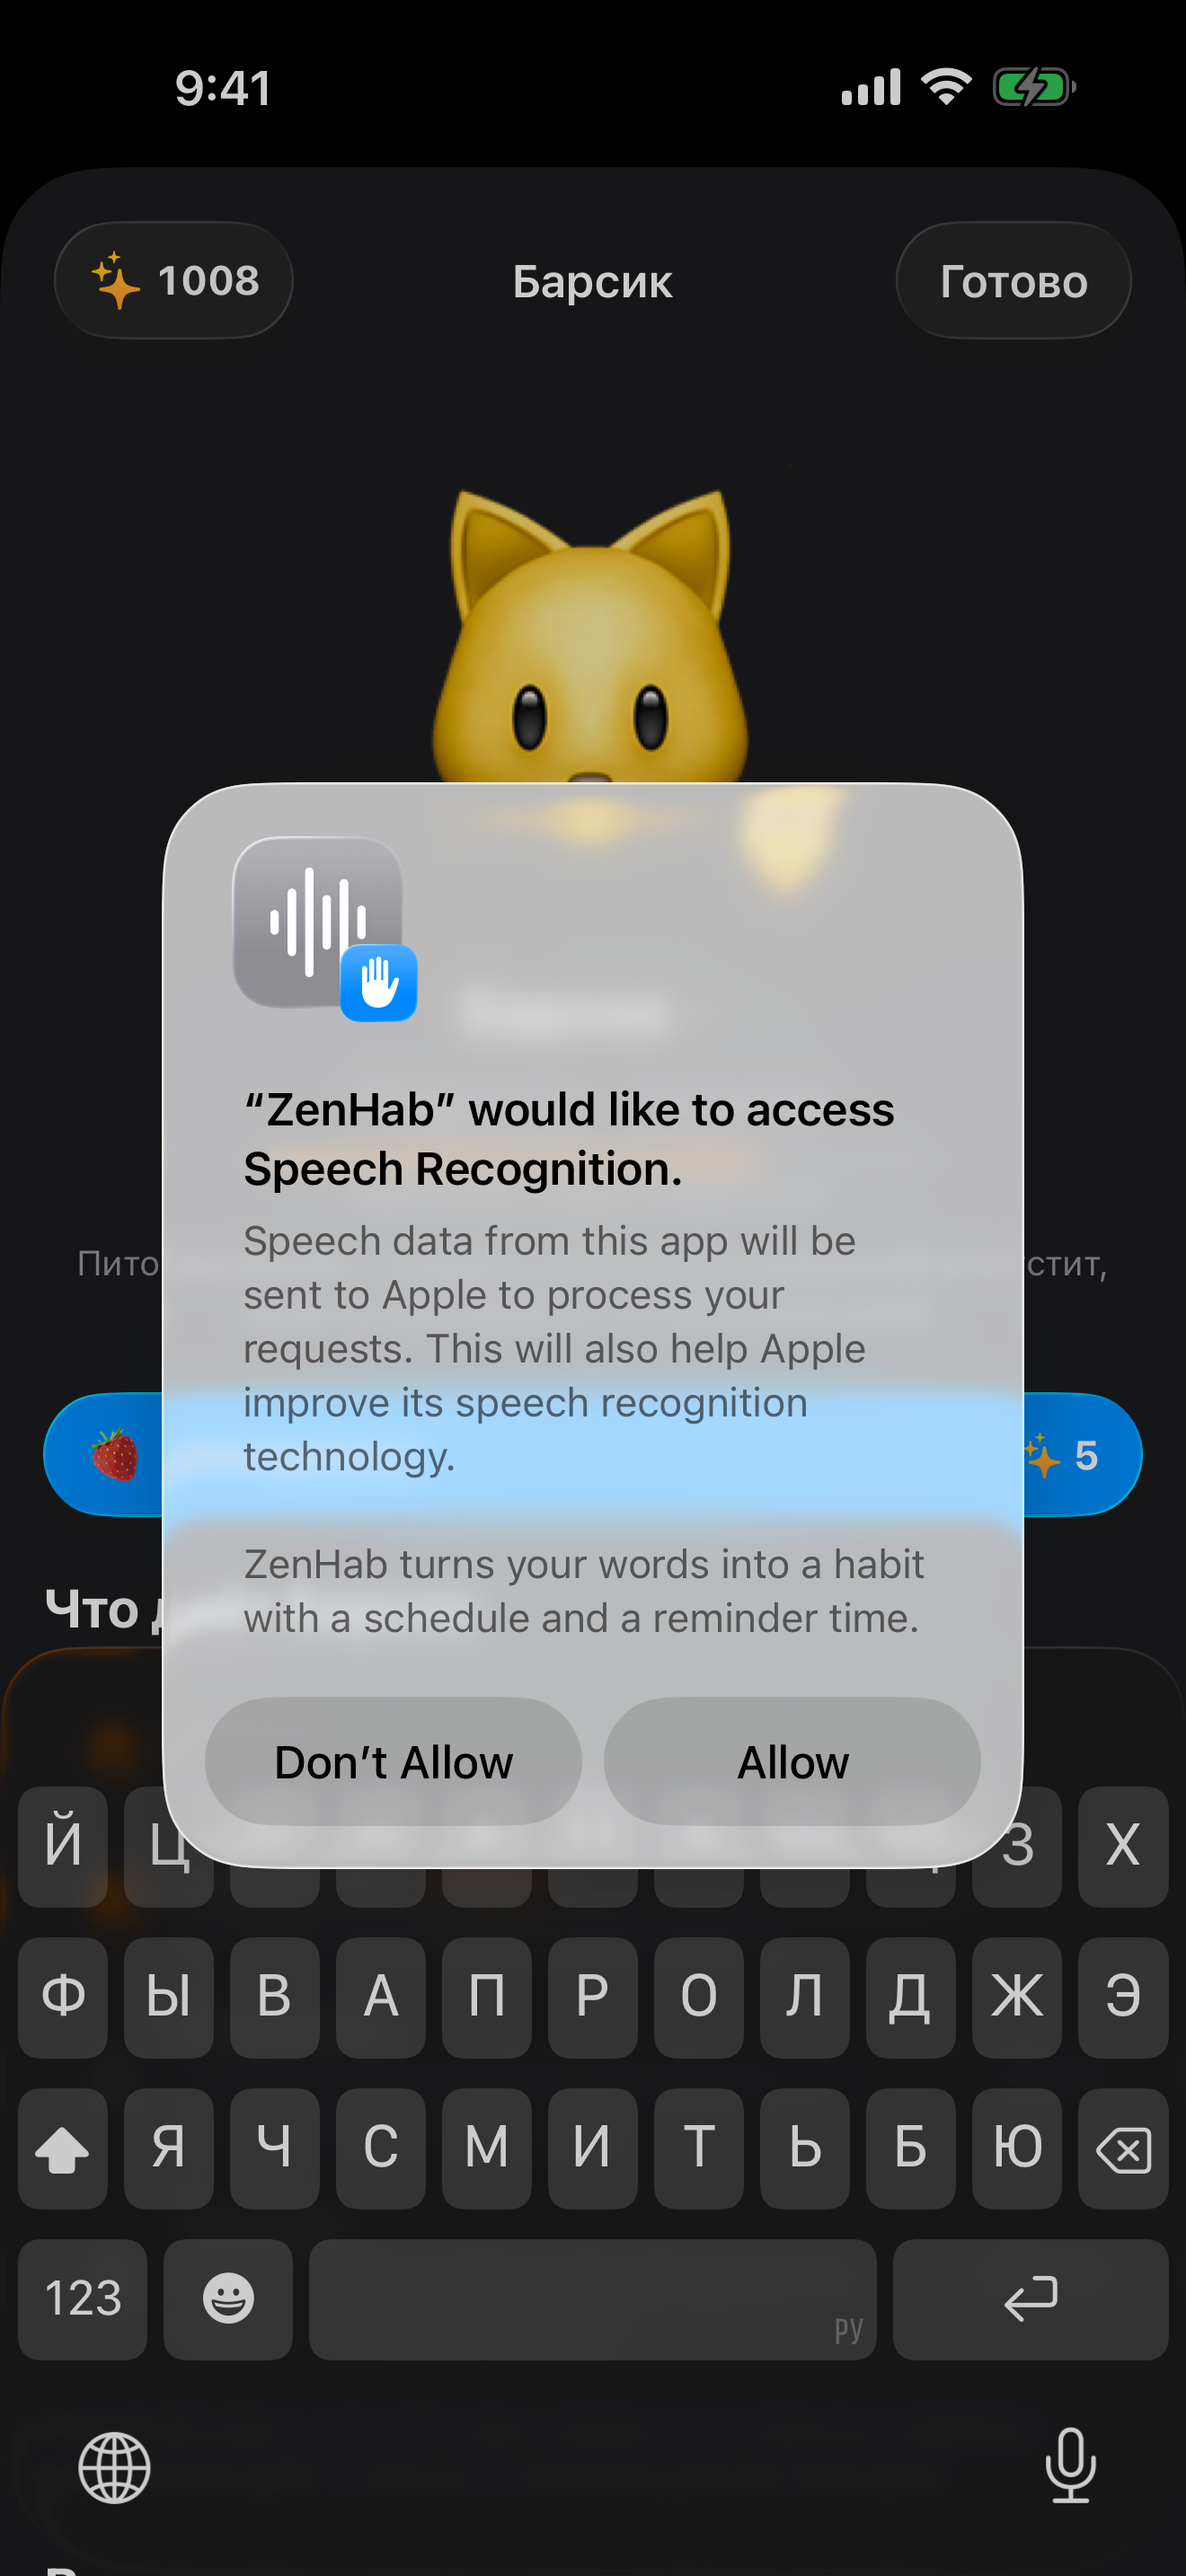 9:41
1008
Барсик
Готово
“ZenHab” would like to access
Speech Recognition.
Speech data from this app will be
sent to Apple to process your
requests. This will also help Apple
improve its speech recognition
technology.
5
ZenHab turns your words into a habit
with a schedule and a reminder time.
Что
Don’t Allow
Allow
Й Ц З Х
Ф Ы В А П Р О Л Д Ж Э
Я Ч С М И Т Ь Б Ю
123
РУ